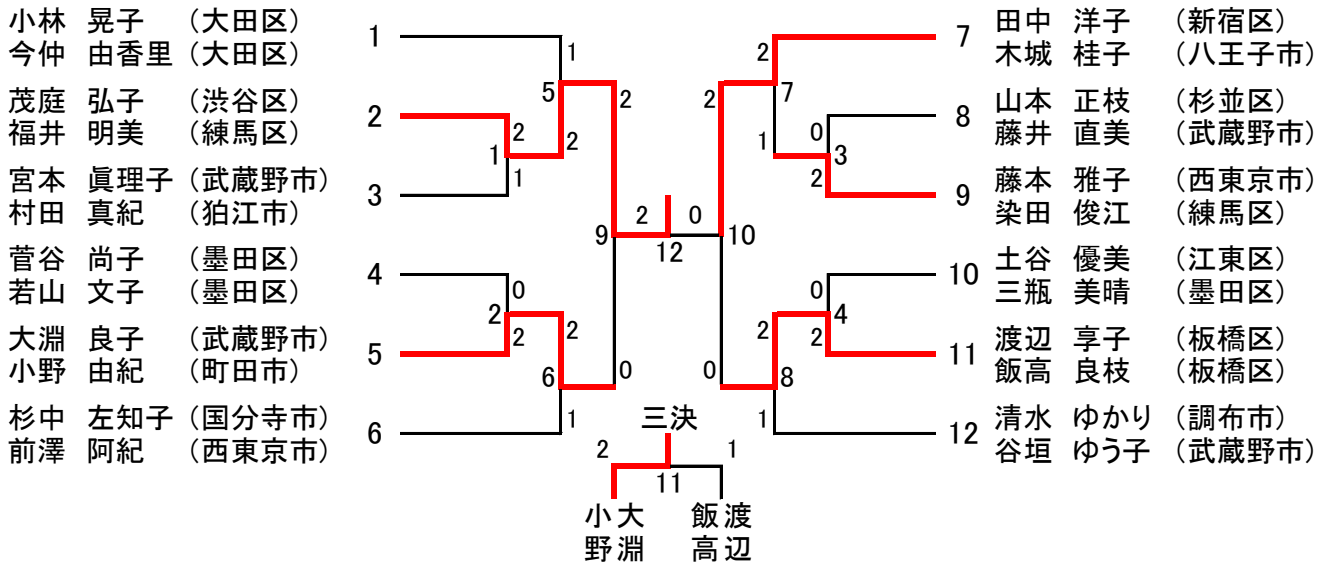 小林 晃子 （大田区）
今仲 由香里 （大田区）
1
茂庭 弘子 （渋谷区）
福井 明美 （練馬区）
2
宮本 眞理子 （武蔵野市）
村田 真紀 （狛江市）
3
菅谷 尚子 （墨田区）
若山 文子 （墨田区）
4
大淵 良子 （武蔵野市）
小野 由紀 （町田市）
5
杉中 左知子 （国分寺市）
前澤 阿紀 （西東京市）
6
1
5
2
2
2
1
1
9
2
0
12
0
2
2
2
6
0
1
田中 洋子 （新宿区）
木城 桂子 （八王子市）
7
山本 正枝 （杉並区）
藤井 直美 （武蔵野市）
8
藤本 雅子 （西東京市）
染田 俊江 （練馬区）
9
土谷 優美 （江東区）
三瓶 美晴 （墨田区）
10
渡辺 享子 （板橋区）
飯高 良枝 （板橋区）
11
清水 ゆかり （調布市）
谷垣 ゆう子 （武蔵野市）
12
2
2
7
1
0
3
2
10
0
4
2
2
8
0
1
三決
2
1
11
大淵
小野
渡辺
飯高